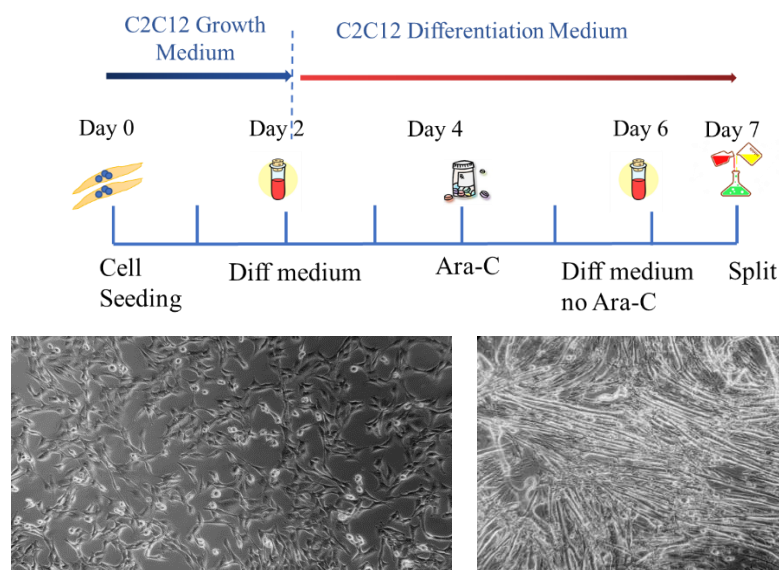 C2C12 Growth
Medium
C2C12 Differentiation Medium
Day 0
Day 2
Day 4
Day 6
Day 7
Cell
Seeding
Diff medium
Ara-C
Diff medium
no Ara-C
Split